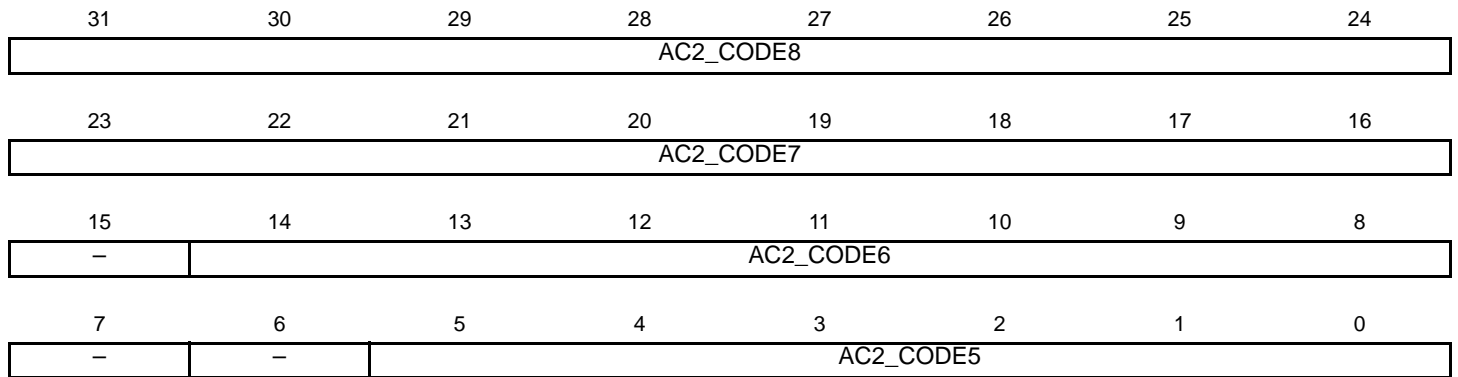 31 30 29 28 27 26 25 24
AC2_CODE8
23 22 21 20 19 18 17 16
AC2_CODE7
15 14 13 12 11 10 9 8
– AC2_CODE6
7 6 5 4 3 2 1 0
– – AC2_CODE5